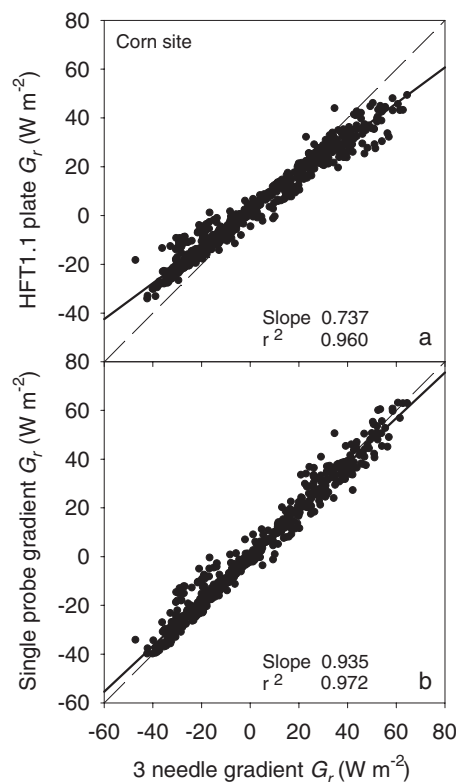 Corn site
HFT1.1 plate Gr (W m-2)
80
60
40
20
0
-20
-40
Slope 0.737
r2 0.960
a
Single probe gradient Gr (W m-2)
80
60
40
20
0
-20
-40
-60
Slope 0.935
r2 0.972
b
-60 -40 -20 0 20 40 60 80
3 needle gradient Gr (W m-2)